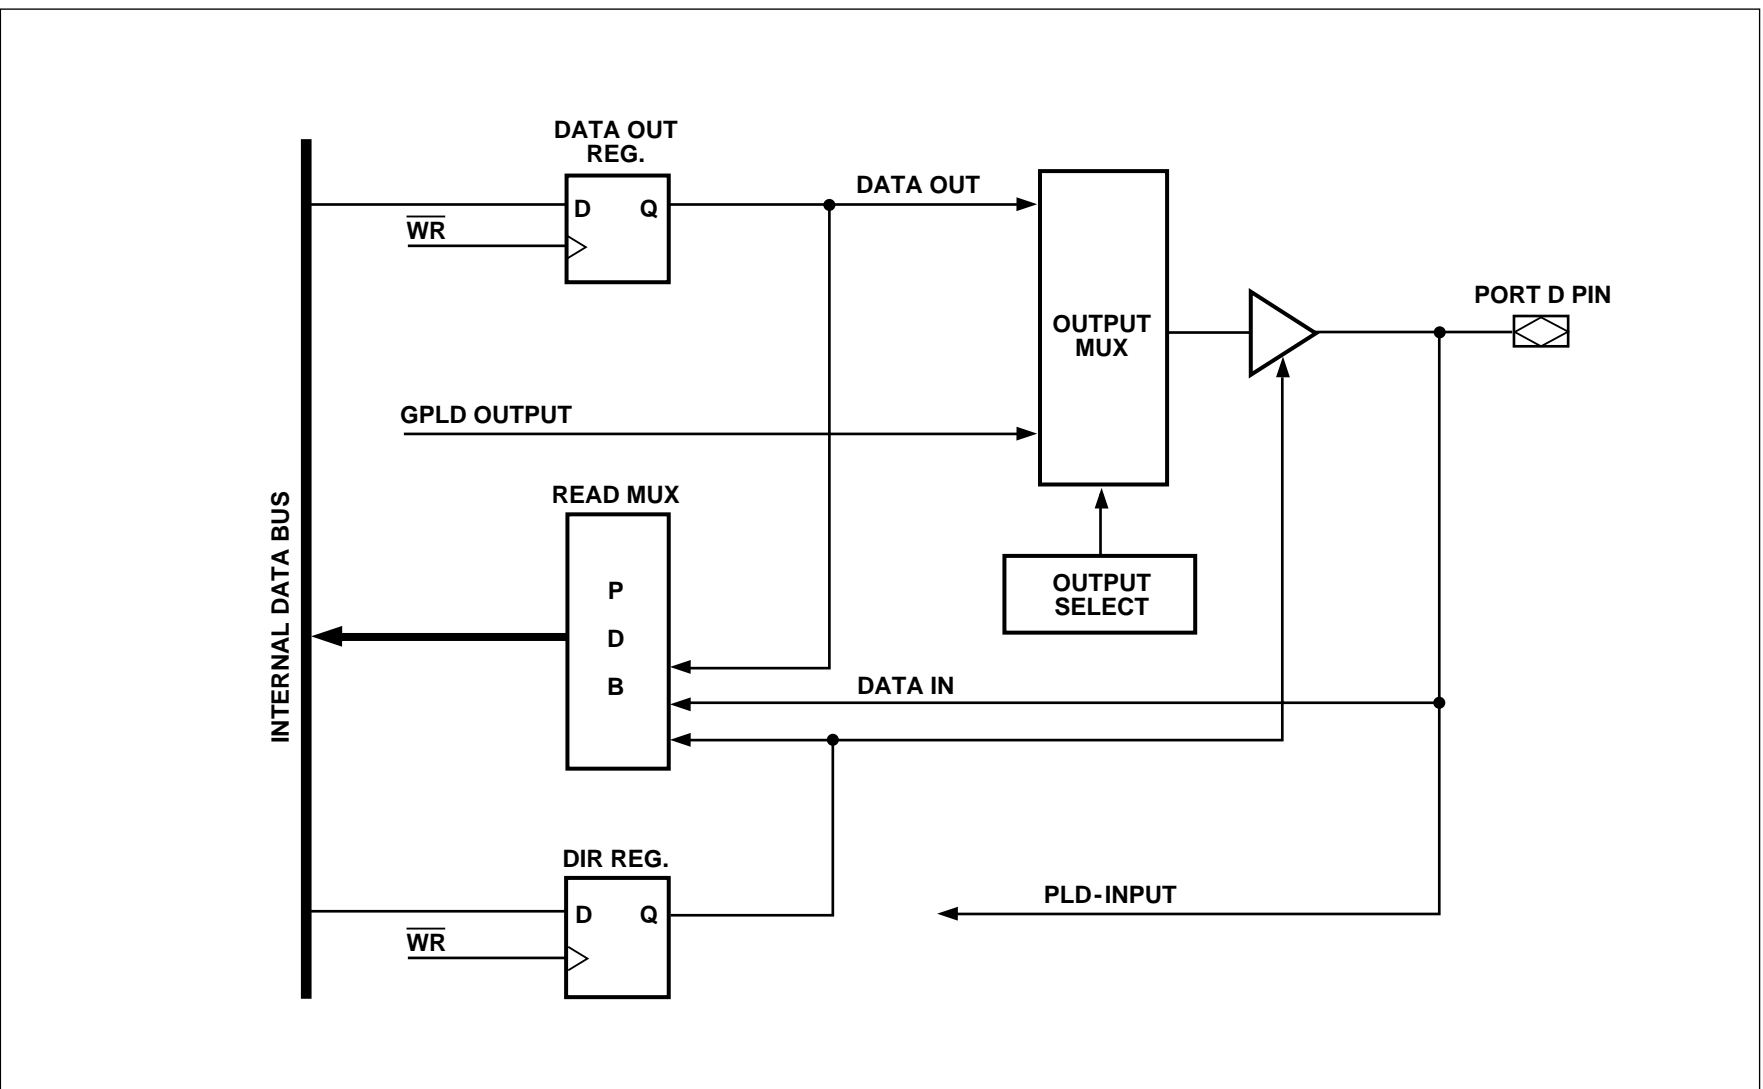 DATA OUT
REG.
D Q
WR
DATA OUT
OUTPUT
MUX
PORT D PIN
GPLD OUTPUT
READ MUX
P
D
B
INTERNAL DATA BUS
OUTPUT
SELECT
DATA IN
DIR REG.
D Q
WR
PLD-INPUT